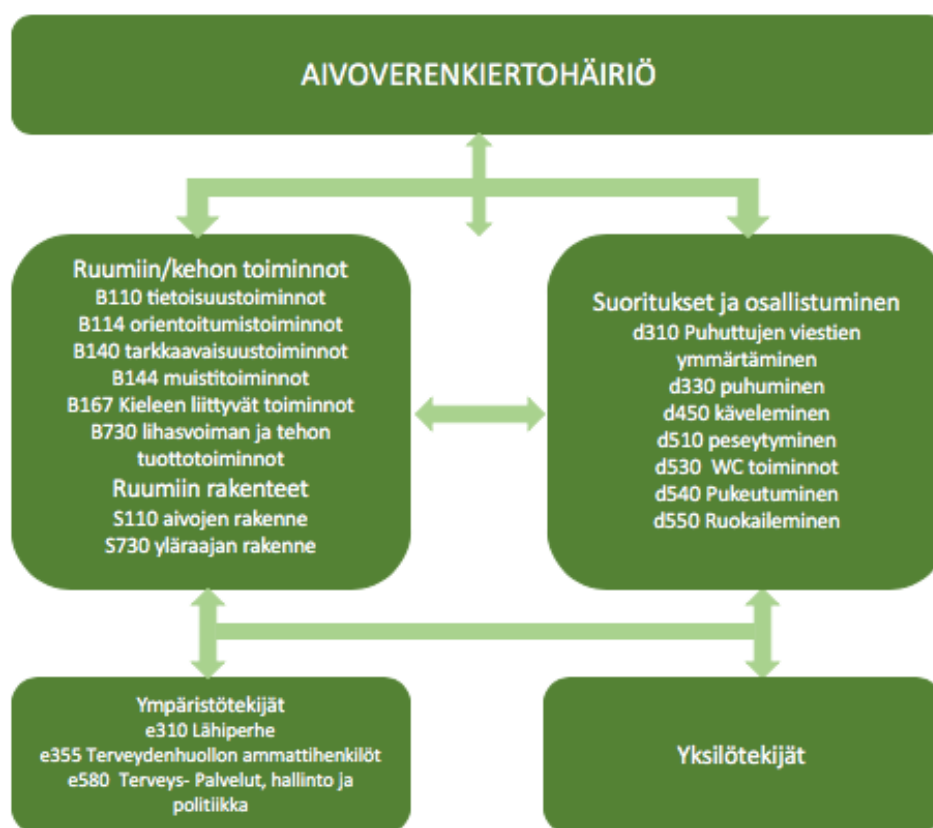 AIVOVERENKIERTOHÄIRIÖ
Ruumiin/kehon toiminnot
B110 tietoisuustoiminnot
B114 orientoitumistoiminnot
B140 tarkkaavaisuustoiminnot
B144 muistitoiminnot
B167 Kieleen liittyvät toiminnot
B730 lihasvoiman ja tehon
tuottotoiminnot
Ruumiin rakenteet
S110 aivojen rakenne
S730 yläraajan rakenne
Suoritukset ja osallistuminen
d310 Puhuttujen viestien
ymmärtäminen
d330 puhuminen
d450 käveleminen
d510 peseytyminen
d530 WC toiminnot
d540 Pukeutuminen
d550 Ruokaileminen
Ympäristötekijät
e310 Lähiperhe
e355 Terveydenhuollon ammattihenkilöt
e580 Terveys- Palvelut, hallinto ja
politiikka
Yksilötekijät